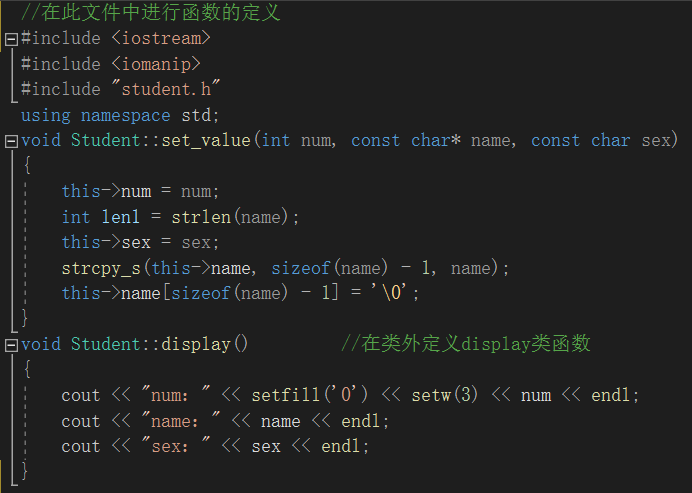 //在此文件中进行函数的定义
#include <iostream>
#include <iomanip>
#include "student.h"
using namespace std;
void Student::set_value(int num, const char* name, const char sex)
{
    this->num = num;
    int len1 = strlen(name);
    this->sex = sex;
    strcpy_s(this->name, sizeof(name) - 1, name);
    this->name[sizeof(name) - 1] = '\0';
}
void Student::display()         //在类外定义display类函数
{
    cout << "num：" << setfill('0') << setw(3) << num << endl;
    cout << "name：" << name << endl;
    cout << "sex：" << sex << endl;
}